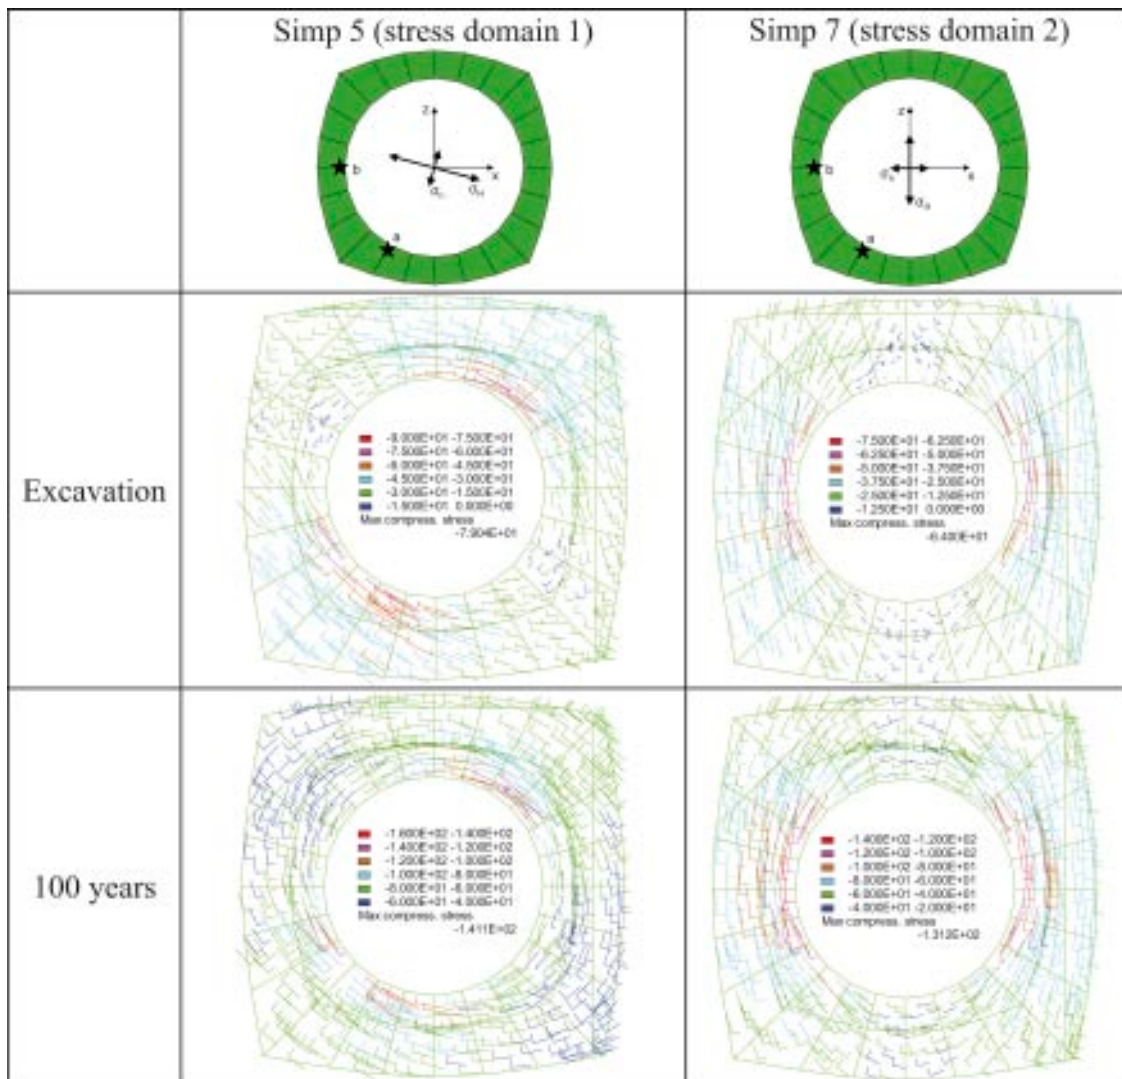 Simp 5 (stress domain 1)
Simp 7 (stress domain 2)
z
x
b
a
σH
z
x
b
a
Excavation
-9.000E+01 -7.500E+01
-7.500E+01 -6.000E+01
-6.000E+01 -4.500E+01
-4.500E+01 -3.000E+01
-3.000E+01 -1.500E+01
-1.500E+01 0.000E+00
Max compress. stress
-7.904E+01
-7.500E+01 -6.250E+01
-6.250E+01 -5.000E+01
-5.000E+01 -3.750E+01
-3.750E+01 -2.500E+01
-2.500E+01 -1.250E+01
-1.250E+01 0.000E+00
Max compress. stress
-6.400E+01
100 years
-1.600E+02 -1.400E+02
-1.400E+02 -1.200E+02
-1.200E+02 -1.000E+02
-1.000E+02 -8.000E+01
-8.000E+01 -6.000E+01
-6.000E+01 -4.000E+01
Max compress. stress
-1.411E+02
-1.400E+02 -1.200E+02
-1.200E+02 -1.000E+02
-1.000E+02 -8.000E+01
-8.000E+01 -6.000E+01
-6.000E+01 -4.000E+01
-4.000E+01 -2.000E+01
Max compress. stress
-1.312E+02